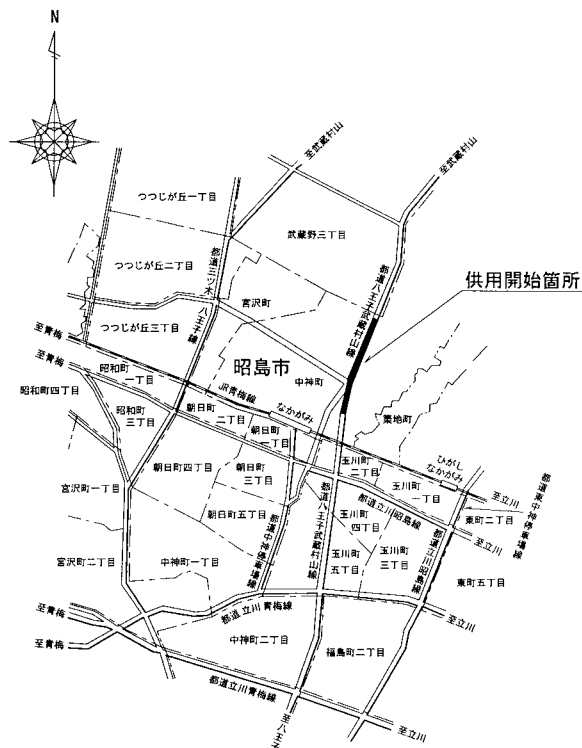 N
至武蔵村山
至武蔵村山
つつじが丘一丁目
武蔵野三丁目
都道三ツ木
八王子線
つつじが丘二丁目
都道八王子武蔵村山線
供用開始箇所
宮沢町
つつじが丘三丁目
至青梅
昭島市
至青梅
昭和町
一丁目
JR青梅線
中神町
昭和町四丁目
昭和町
三丁目
朝日町
二丁目
なかがみ
築地町
朝日町
一丁目
ひがし
なかがみ
朝日町四丁目
朝日町
三丁目
玉川町
二丁目
玉川町
一丁目
至立川
都道東中神停車場線
宮沢町一丁目
朝日町五丁目
都道中神停車場線
都道八王子武蔵村山線
玉川町
四丁目
都道立川昭島線
東町二丁目
至立川
宮沢町二丁目
中神町一丁目
玉川町
五丁目
玉川町
三丁目
都道立川昭島線
東町五丁目
至青梅
都道立川青梅線
至立川
至青梅
中神町二丁目
福島町二丁目
都道立川青梅線
至八王子
至立川